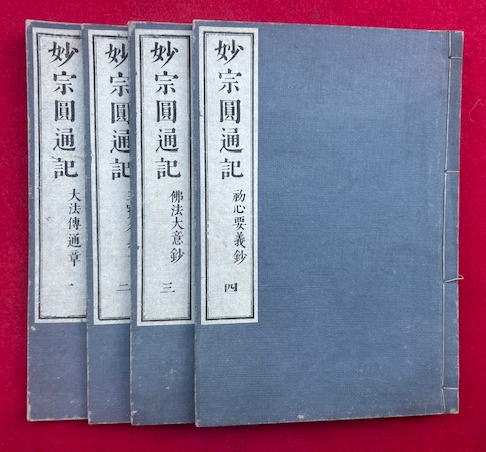 妙宗圓通記
大法傳通章 一
妙宗圓通記
二
妙宗圓通記
佛法大意鈔 三
妙宗圓通記
初心要義鈔 四